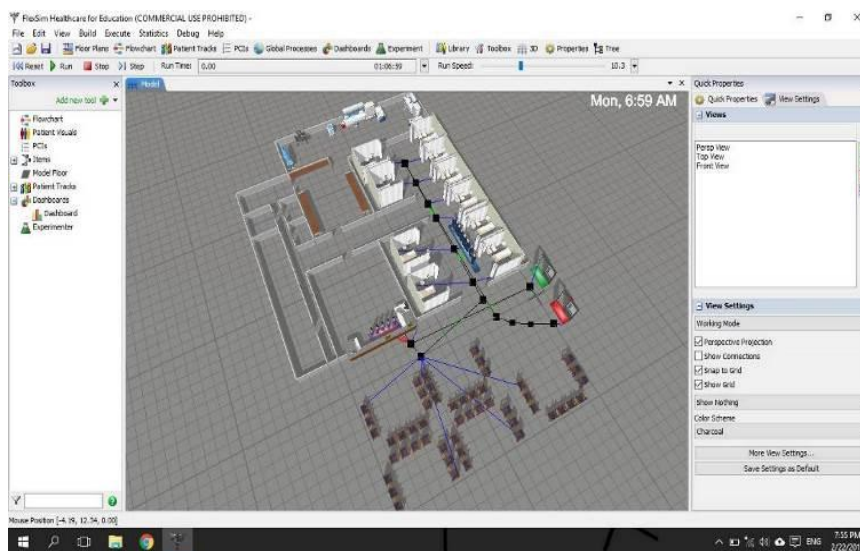 FlexSim Healthcare for Education (COMMERCIAL USE PROHIBITED) -
File Edit View Build Execute Statistics Debug Help
Floor Plans Flowchart Patient Tracks PCIs Global Processes Dashboards Experiment Library Toolbox 3D Properties Tree
Reset Run Stop Step Run Time: 0.00 01:06:59 Run Speed: 10.3
Toolbox
Add new tool
Flowchart
Patient Visuals
PCIs
Items
Model Floor
Patient Tracks
Dashboards
Dashboard
Experimenter
Model
Mon, 6:59 AM
Quick Properties
Quick Properties View Settings
Views
Persp View
Top View
Front View
View Settings
Working Mode
Perspective Projection
Show Connections
Snap to Grid
Show Grid
Show Nothing
Color Scheme
Charcoal
More View Settings...
Save Settings as Default
Mouse Position [-4.19, 12.54, 0.00]
ENG
7:35 PM